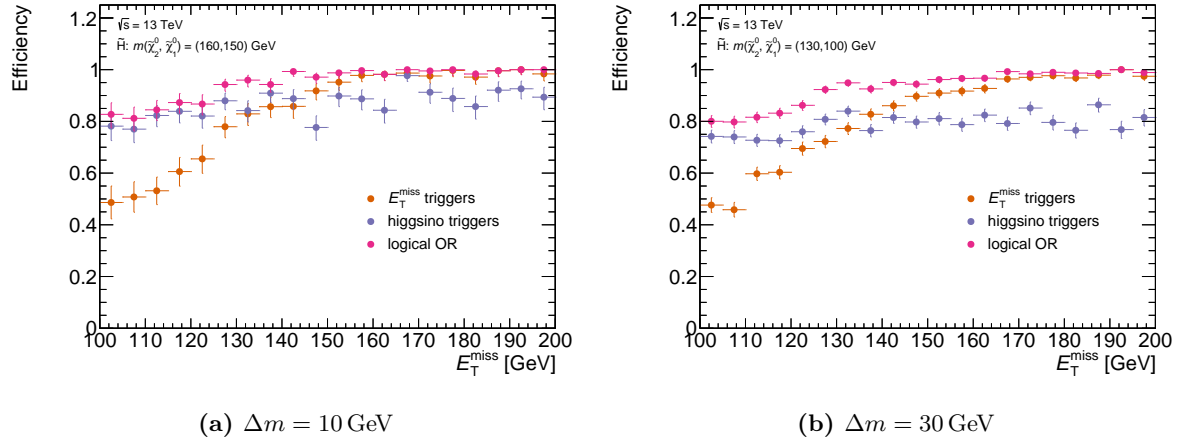 Efficiency
1.2
1
0.8
0.6
0.4
0.2
0
√s = 13 TeV
H̃: m(χ̃⁰₂, χ̃⁰₁) = (160,150) GeV
E_T^miss triggers
higgsino triggers
logical OR
100 110 120 130 140 150 160 170 180 190 200
E_T^miss [GeV]
(a) Δm = 10 GeV
Efficiency
1.2
1
0.8
0.6
0.4
0.2
0
√s = 13 TeV
H̃: m(χ̃⁰₂, χ̃⁰₁) = (130,100) GeV
E_T^miss triggers
higgsino triggers
logical OR
100 110 120 130 140 150 160 170 180 190 200
E_T^miss [GeV]
(b) Δm = 30 GeV